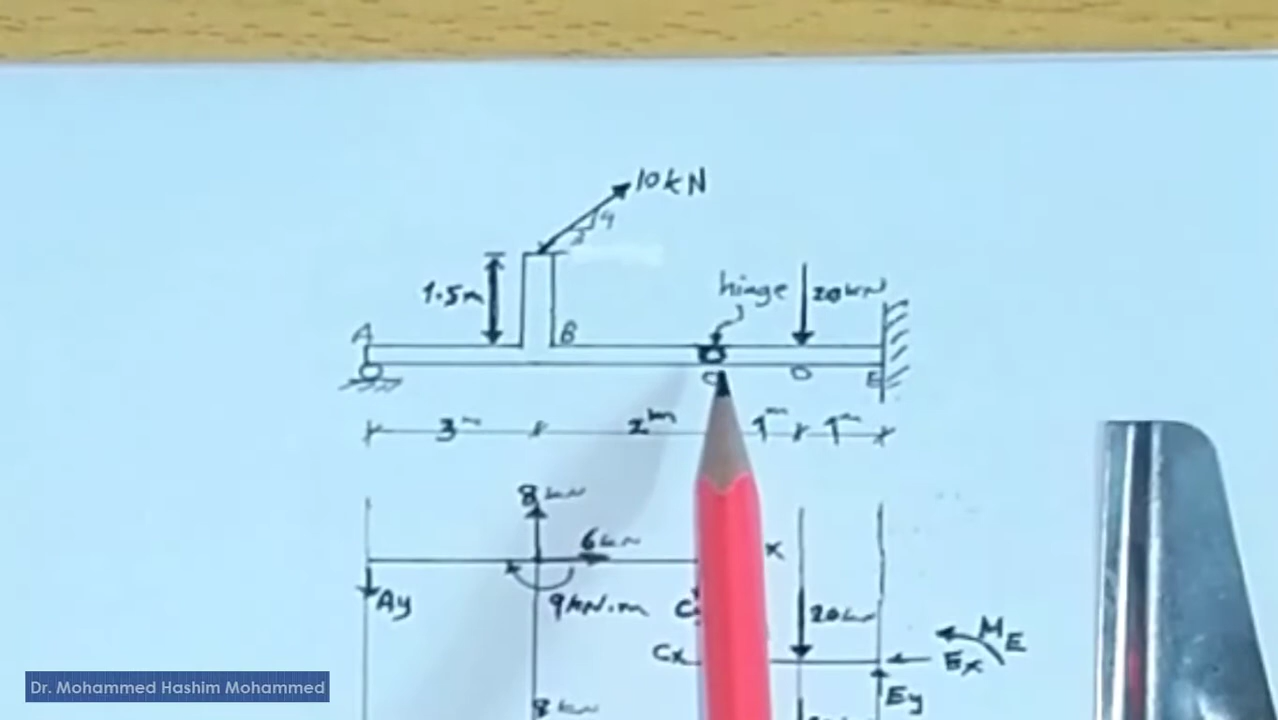 10kN
4
3
1.5m
hinge
20kN
A
B
C
D
E
3m
2m
1m
1m
8kN
6kN
x
Ay
9kN.m
C
20kN
ME
Cx
Ex
Ey
8kN
Dr. Mohammed Hashim Mohammed